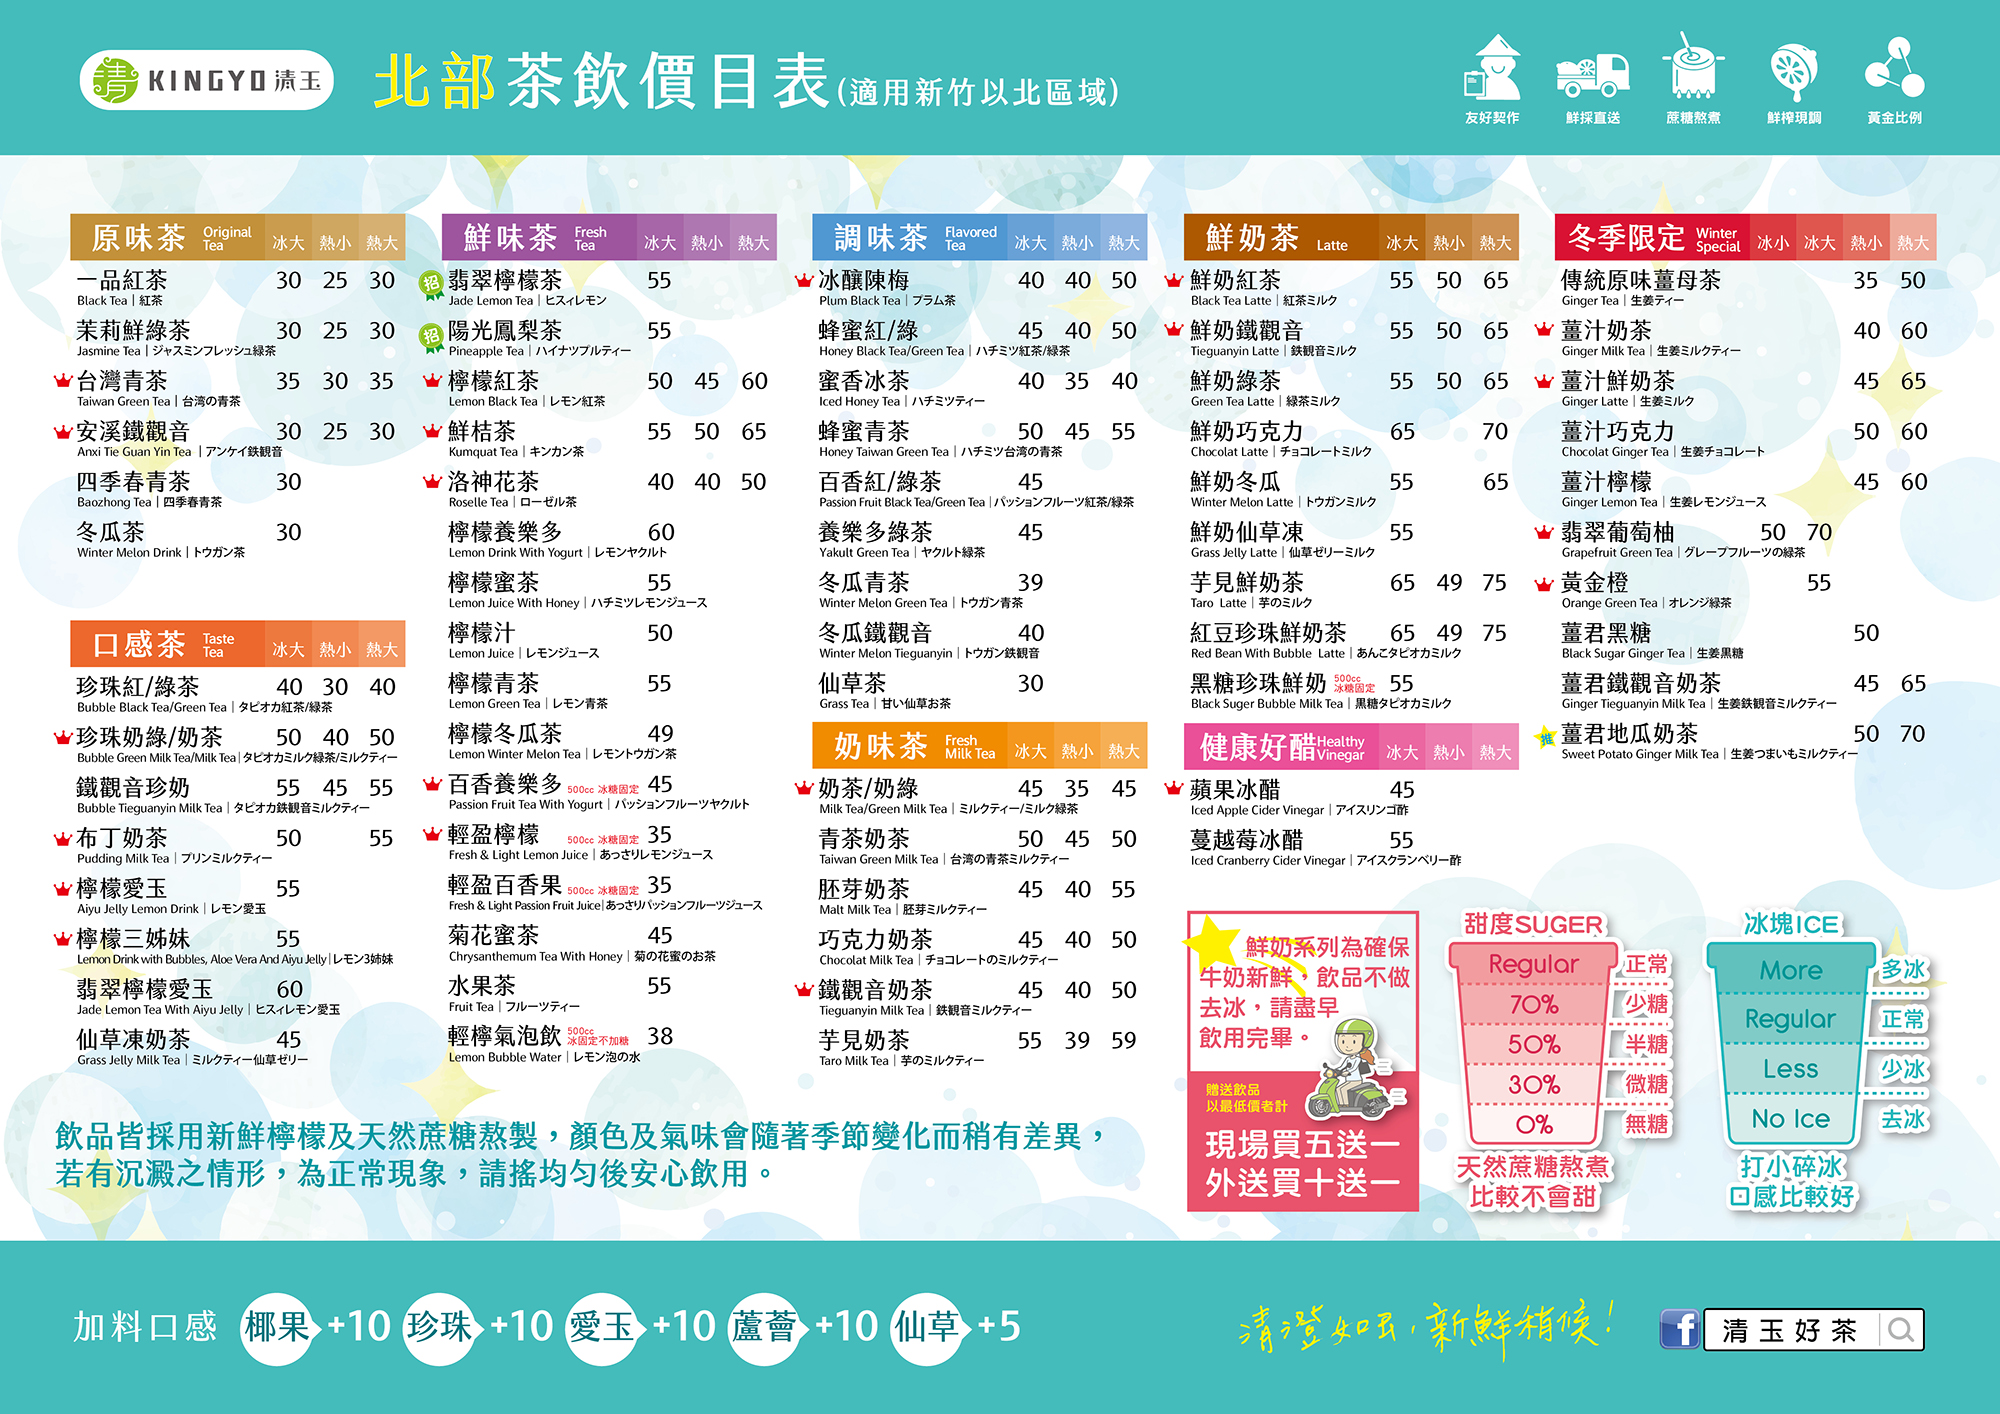 KINGYO 清玉
北部茶飲價目表(適用新竹以北區域)
友好契作 鮮採直送 蔗糖熬煮 鮮榨現調 黃金比例
原味茶 Original Tea 冰大 熱小 熱大
一品紅茶 30 25 30
Black Tea | 紅茶
茉莉鮮綠茶 30 25 30
Jasmine Tea | ジャスミンフレッシュ緑茶
台灣青茶 35 30 35
Taiwan Green Tea | 台湾の青茶
安溪鐵觀音 30 25 30
Anxi Tie Guan Yin Tea | アンケイ鉄観音
四季春青茶 30
Baozhong Tea | 四季春青茶
冬瓜茶 30
Winter Melon Drink | トウガン茶
口感茶 Taste Tea 冰大 熱小 熱大
珍珠紅/綠茶 40 30 40
Bubble Black Tea/Green Tea | タピオカ紅茶/緑茶
珍珠奶綠/奶茶 50 40 50
Bubble Green Milk Tea/Milk Tea | タピオカミルク緑茶/ミルクティー
鐵觀音珍奶 55 45 55
Bubble Tieguanyin Milk Tea | タピオカ鉄観音ミルクティー
布丁奶茶 50 55
Pudding Milk Tea | プリンミルクティー
檸檬愛玉 55
Aiyu Jelly Lemon Drink | レモン愛玉
檸檬三姊妹 55
Lemon Drink with Bubbles, Aloe Vera And Aiyu Jelly | レモン3姉妹
翡翠檸檬愛玉 60
Jade Lemon Tea With Aiyu Jelly | ヒスィレモン愛玉
仙草凍奶茶 45
Grass Jelly Milk Tea | ミルクティー仙草ゼリー
鮮味茶 Fresh Tea 冰大 熱小 熱大
招 翡翠檸檬茶 55
Jade Lemon Tea | ヒスィレモン
招 陽光鳳梨茶 55
Pineapple Tea | ハイナツプルティー
檸檬紅茶 50 45 60
Lemon Black Tea | レモン紅茶
鮮桔茶 55 50 65
Kumquat Tea | キンカン茶
洛神花茶 40 40 50
Roselle Tea | ローゼル茶
檸檬養樂多 60
Lemon Drink With Yogurt | レモンヤクルト
檸檬蜜茶 55
Lemon Juice With Honey | ハチミツレモンジュース
檸檬汁 50
Lemon Juice | レモンジュース
檸檬青茶 55
Lemon Green Tea | レモン青茶
檸檬冬瓜茶 49
Lemon Winter Melon Tea | レモントウガン茶
百香養樂多 500cc 冰糖固定 45
Passion Fruit Tea With Yogurt | パッションフルーツヤクルト
輕盈檸檬 500cc 冰糖固定 35
Fresh & Light Lemon Juice | あっさりレモンジュース
輕盈百香果 500cc 冰糖固定 35
Fresh & Light Passion Fruit Juice | あっさりパッションフルーツジュース
菊花蜜茶 45
Chrysanthemum Tea With Honey | 菊の花蜜のお茶
水果茶 55
Fruit Tea | フルーツティー
輕檸氣泡飲 500cc 冰固定不加糖 38
Lemon Bubble Water | レモン泡の水
調味茶 Flavored Tea 冰大 熱小 熱大
冰釀陳梅 40 40 50
Plum Black Tea | プラム茶
蜂蜜紅/綠 45 40 50
Honey Black Tea/Green Tea | ハチミツ紅茶/緑茶
蜜香冰茶 40 35 40
Iced Honey Tea | ハチミツティー
蜂蜜青茶 50 45 55
Honey Taiwan Green Tea | ハチミツ台湾の青茶
百香紅/綠茶 45
Passion Fruit Black Tea/Green Tea | パッションフルーツ紅茶/緑茶
養樂多綠茶 45
Yakult Green Tea | ヤクルト緑茶
冬瓜青茶 39
Winter Melon Green Tea | トウガン青茶
冬瓜鐵觀音 40
Winter Melon Tieguanyin | トウガン鉄観音
仙草茶 30
Grass Tea | 甘い仙草お茶
奶味茶 Fresh Milk Tea 冰大 熱小 熱大
奶茶/奶綠 45 35 45
Milk Tea/Green Milk Tea | ミルクティー/ミルク緑茶
青茶奶茶 50 45 50
Taiwan Green Milk Tea | 台湾の青茶ミルクティー
胚芽奶茶 45 40 55
Malt Milk Tea | 胚芽ミルクティー
巧克力奶茶 45 40 50
Chocolat Milk Tea | チョコレートのミルクティー
鐵觀音奶茶 45 40 50
Tieguanyin Milk Tea | 鉄観音ミルクティー
芋見奶茶 55 39 59
Taro Milk Tea | 芋のミルクティー
鮮奶茶 Latte 冰大 熱小 熱大
鮮奶紅茶 55 50 65
Black Tea Latte | 紅茶ミルク
鮮奶鐵觀音 55 50 65
Tieguanyin Latte | 鉄観音ミルク
鮮奶綠茶 55 50 65
Green Tea Latte | 緑茶ミルク
鮮奶巧克力 65 70
Chocolat Latte | チョコレートミルク
鮮奶冬瓜 55 65
Winter Melon Latte | トウガンミルク
鮮奶仙草凍 55
Grass Jelly Latte | 仙草ゼリーミルク
芋見鮮奶茶 65 49 75
Taro Latte | 芋のミルク
紅豆珍珠鮮奶茶 65 49 75
Red Bean With Bubble Latte | あんこタピオカミルク
黑糖珍珠鮮奶 500cc 冰糖固定 55
Black Suger Bubble Milk Tea | 黒糖タピオカミルク
健康好醋 Healthy Vinegar 冰大 熱小 熱大
蘋果冰醋 45
Iced Apple Cider Vinegar | アイスリンゴ酢
蔓越莓冰醋 55
Iced Cranberry Cider Vinegar | アイスクランベリー酢
冬季限定 Winter Special 冰小 冰大 熱小 熱大
傳統原味薑母茶 35 50
Ginger Tea | 生姜ティー
薑汁奶茶 40 60
Ginger Milk Tea | 生姜ミルクティー
薑汁鮮奶茶 45 65
Ginger Latte | 生姜ミルク
薑汁巧克力 50 60
Chocolat Ginger Tea | 生姜チョコレート
薑汁檸檬 45 60
Ginger Lemon Tea | 生姜レモンジュース
翡翠葡萄柚 50 70
Grapefruit Green Tea | グレープフルーツの緑茶
黃金橙 55
Orange Green Tea | オレンジ緑茶
薑君黑糖 50
Black Sugar Ginger Tea | 生姜黒糖
薑君鐵觀音奶茶 45 65
Ginger Tieguanyin Milk Tea | 生姜鉄観音ミルクティー
推 薑君地瓜奶茶 50 70
Sweet Potato Ginger Milk Tea | 生姜つまいもミルクティー
鮮奶系列為確保
牛奶新鮮，飲品不做
去冰，請盡早
飲用完畢。
贈送飲品
以最低價者計
現場買五送一
外送買十送一
甜度SUGER
Regular 正常
70% 少糖
50% 半糖
30% 微糖
0% 無糖
天然蔗糖熬煮
比較不會甜
冰塊ICE
More 多冰
Regular 正常
Less 少冰
No Ice 去冰
打小碎冰
口感比較好
飲品皆採用新鮮檸檬及天然蔗糖熬製，顏色及氣味會隨著季節變化而稍有差異，
若有沉澱之情形，為正常現象，請搖均勻後安心飲用。
加料口感 椰果 +10 珍珠 +10 愛玉 +10 蘆薈 +10 仙草 +5
清澄如玉，新鮮稍候！
f 清玉好茶